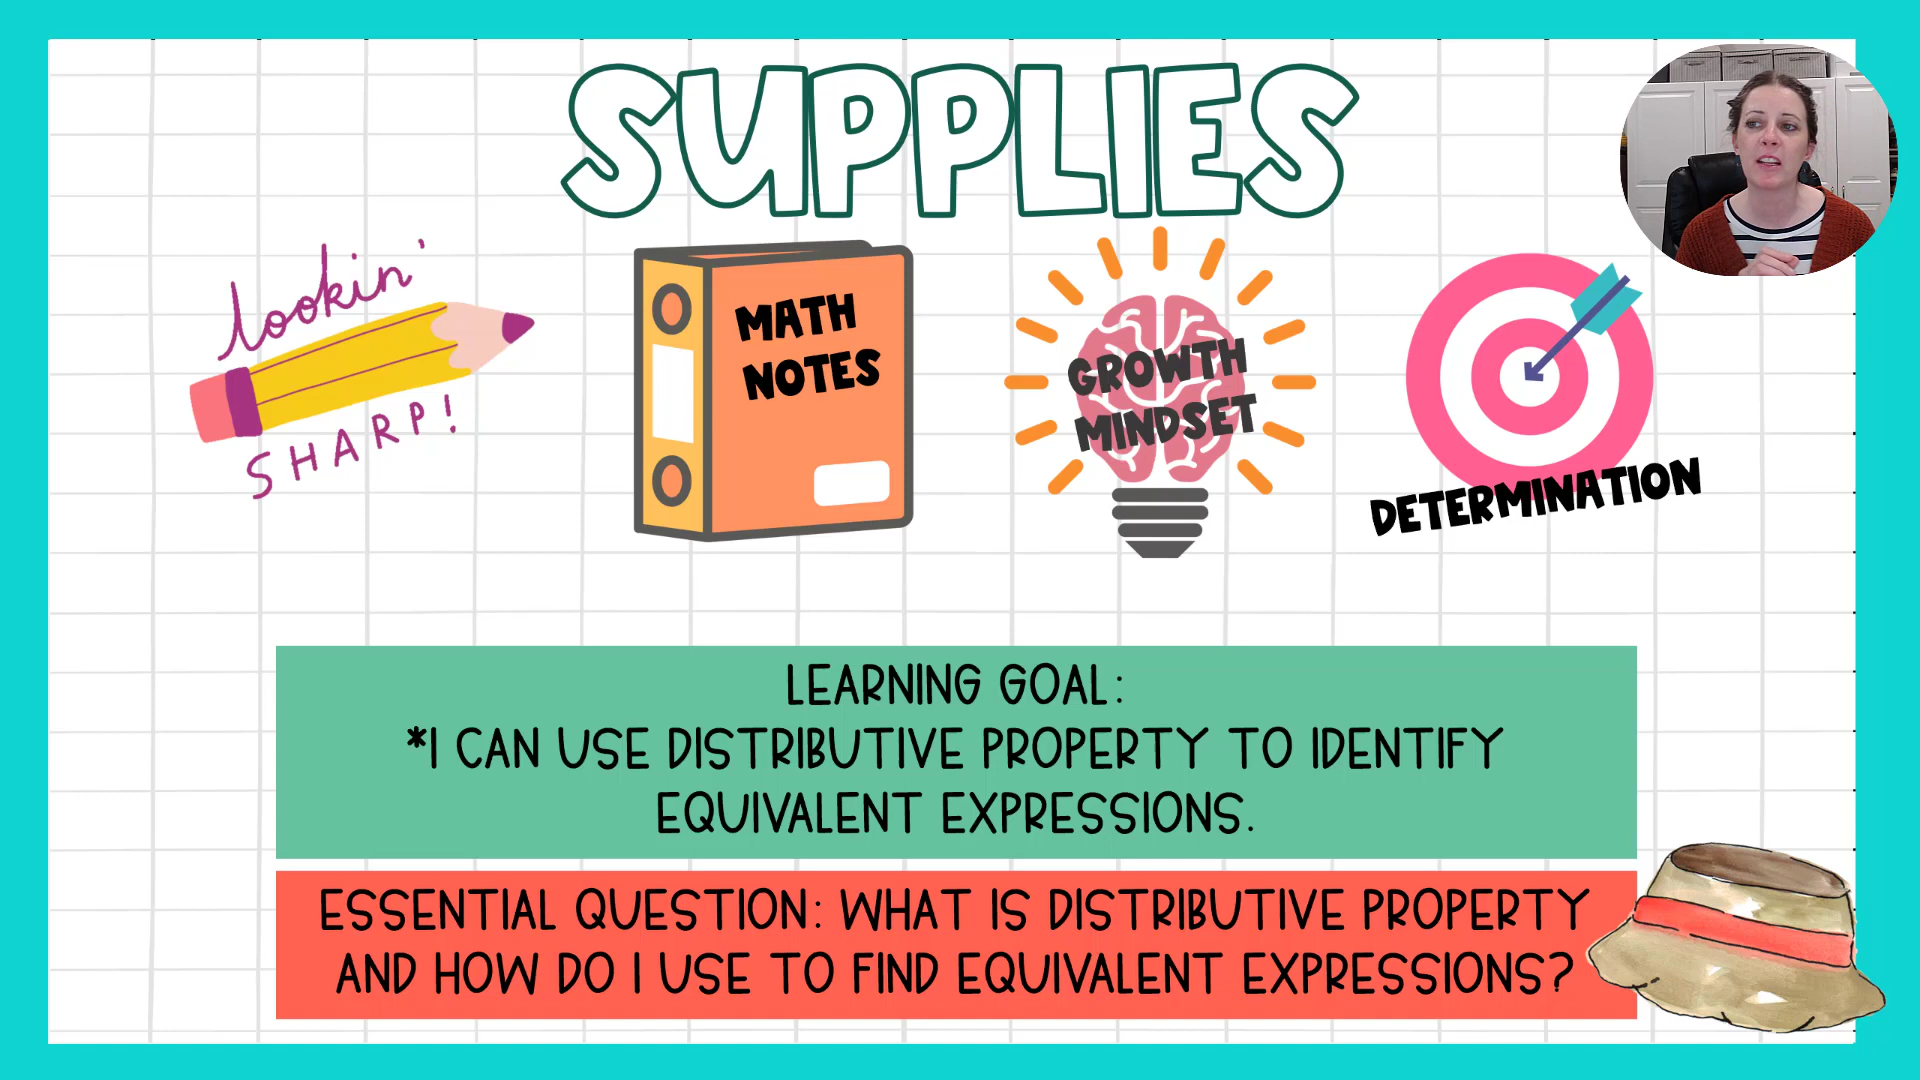 SUPPLIES
lookin'
SHARP!
MATH
NOTES
GROWTH
MINDSET
DETERMINATION
LEARNING GOAL:
*I CAN USE DISTRIBUTIVE PROPERTY TO IDENTIFY
EQUIVALENT EXPRESSIONS.
ESSENTIAL QUESTION: WHAT IS DISTRIBUTIVE PROPERTY
AND HOW DO I USE TO FIND EQUIVALENT EXPRESSIONS?